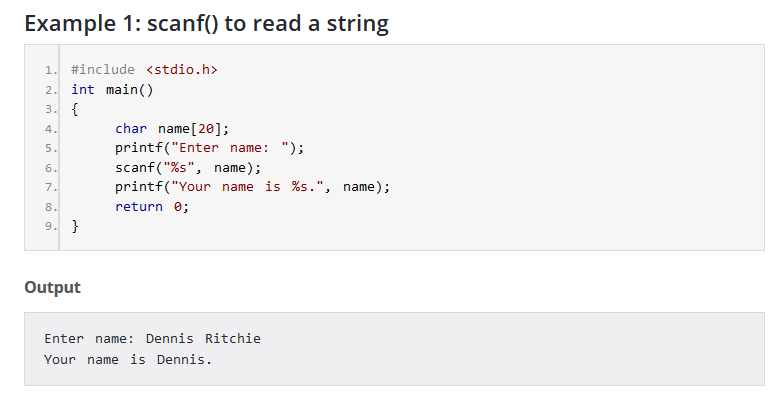 Example 1: scanf() to read a string
1. #include <stdio.h>
2. int main()
3. {
4. char name[20];
5. printf("Enter name: ");
6. scanf("%s", name);
7. printf("Your name is %s.", name);
8. return 0;
9. }
Output
Enter name: Dennis Ritchie
Your name is Dennis.